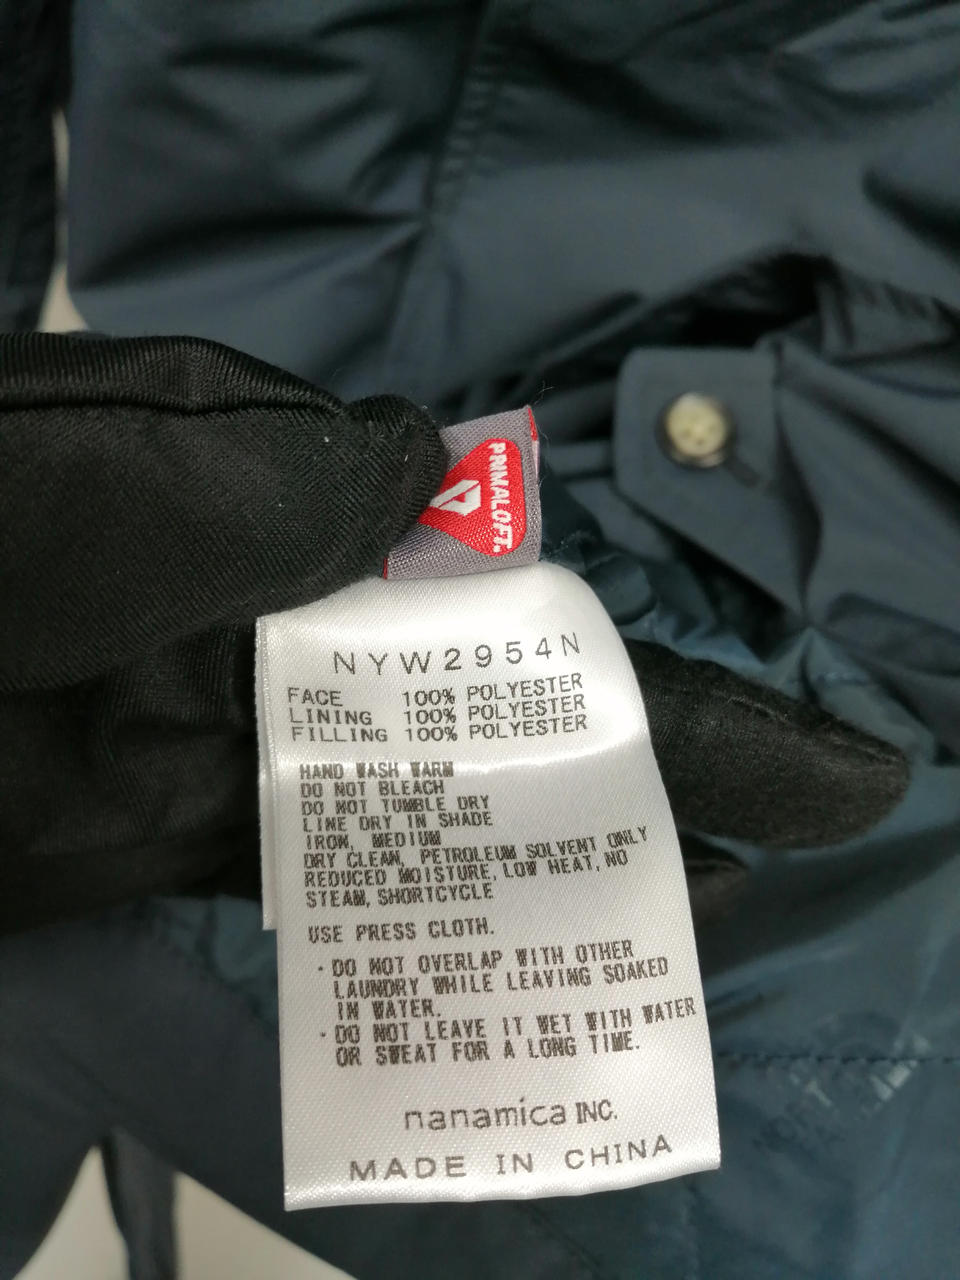 PRIMALOFT.
NYW2954N
FACE 100% POLYESTER
LINING 100% POLYESTER
FILLING 100% POLYESTER
HAND WASH WARM
DO NOT BLEACH
DO NOT TUMBLE DRY
LINE DRY IN SHADE
IRON, MEDIUM
DRY CLEAN, PETROLEUM SOLVENT ONLY
REDUCED MOISTURE, LOW HEAT, NO
STEAM, SHORTCYCLE
USE PRESS CLOTH.
· DO NOT OVERLAP WITH OTHER
LAUNDRY WHILE LEAVING SOAKED
IN WATER.
· DO NOT LEAVE IT WET WITH WATER
OR SWEAT FOR A LONG TIME.
nanamica INC.
MADE IN CHINA